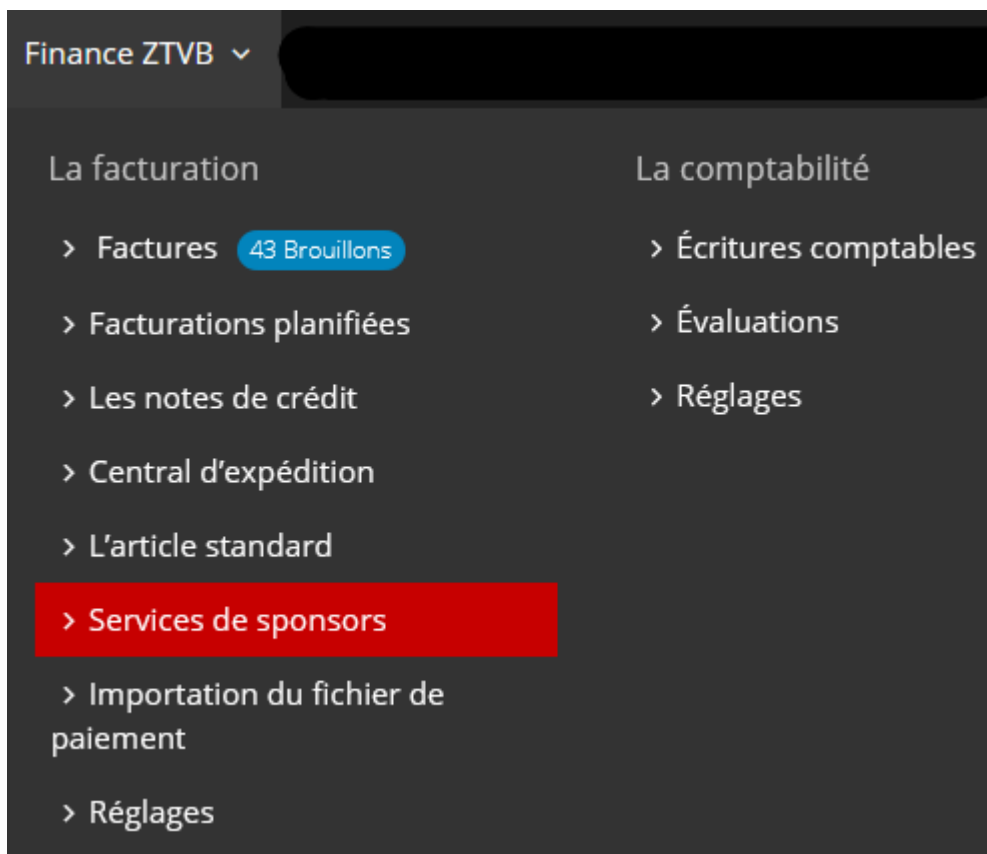 Finance ZTVB
La facturation
Factures 43 Brouillons
Facturations planifiées
Les notes de crédit
Central d’expédition
L’article standard
Services de sponsors
Importation du fichier de
paiement
Réglages
La comptabilité
Écritures comptables
Évaluations
Réglages